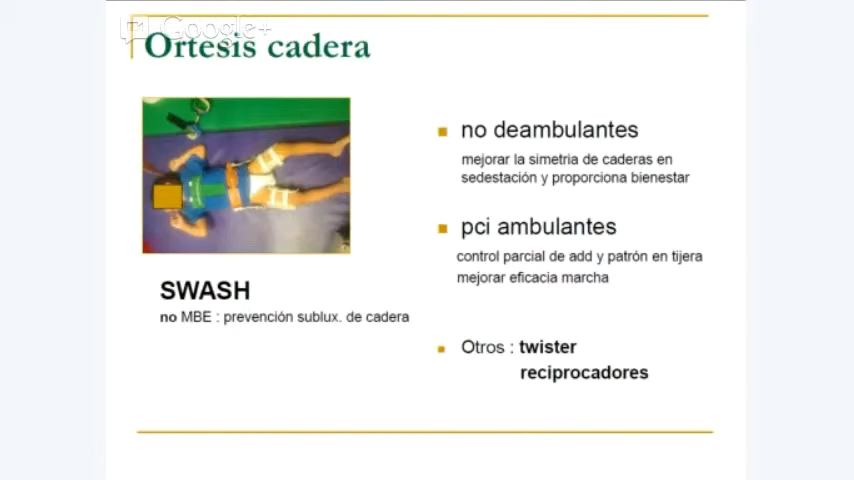 Google+
Ortesis cadera
no deambulantes
mejorar la simetria de caderas en
sedestación y proporciona bienestar
pci ambulantes
control parcial de add y patrón en tijera
mejorar eficacia marcha
SWASH
no MBE : prevención sublux. de cadera
Otros : twister
reciprocadores